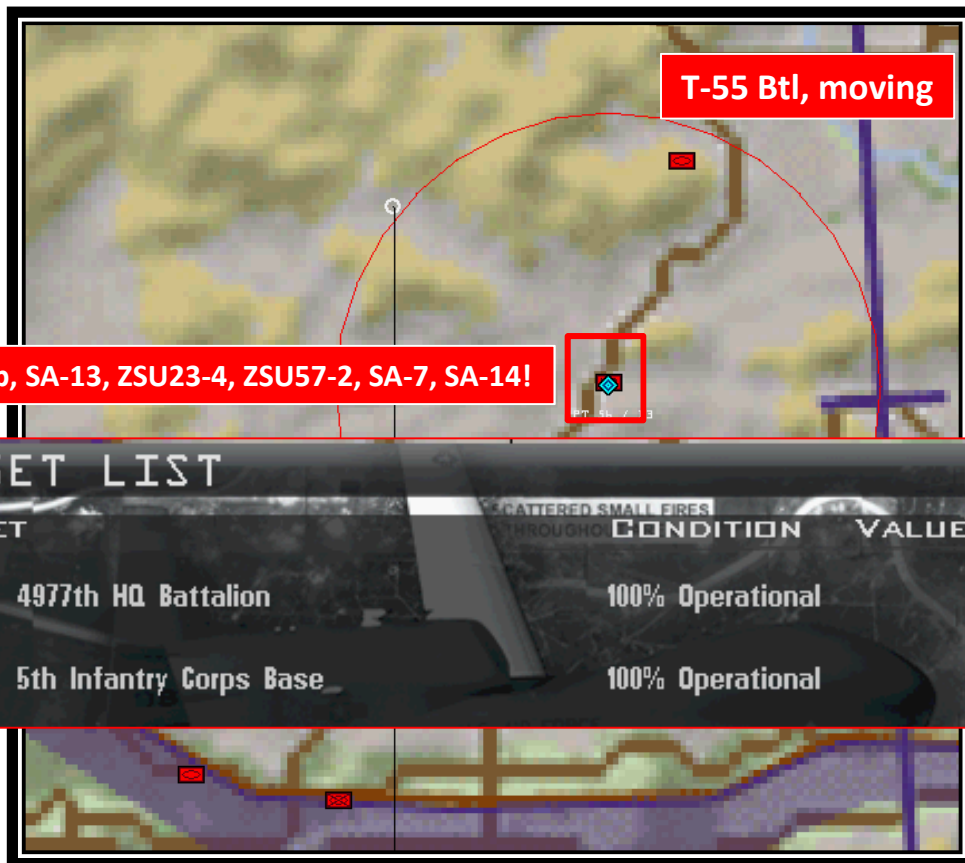 T-55 Btl, moving
, SA-13, ZSU23-4, ZSU57-2, SA-7, SA-14!
ET LIST
CATTERED SMALL FIRES
THROUGHO
CONDITION VALUE
4977th HQ Battalion 100% Operational
5th Infantry Corps Base 100% Operational